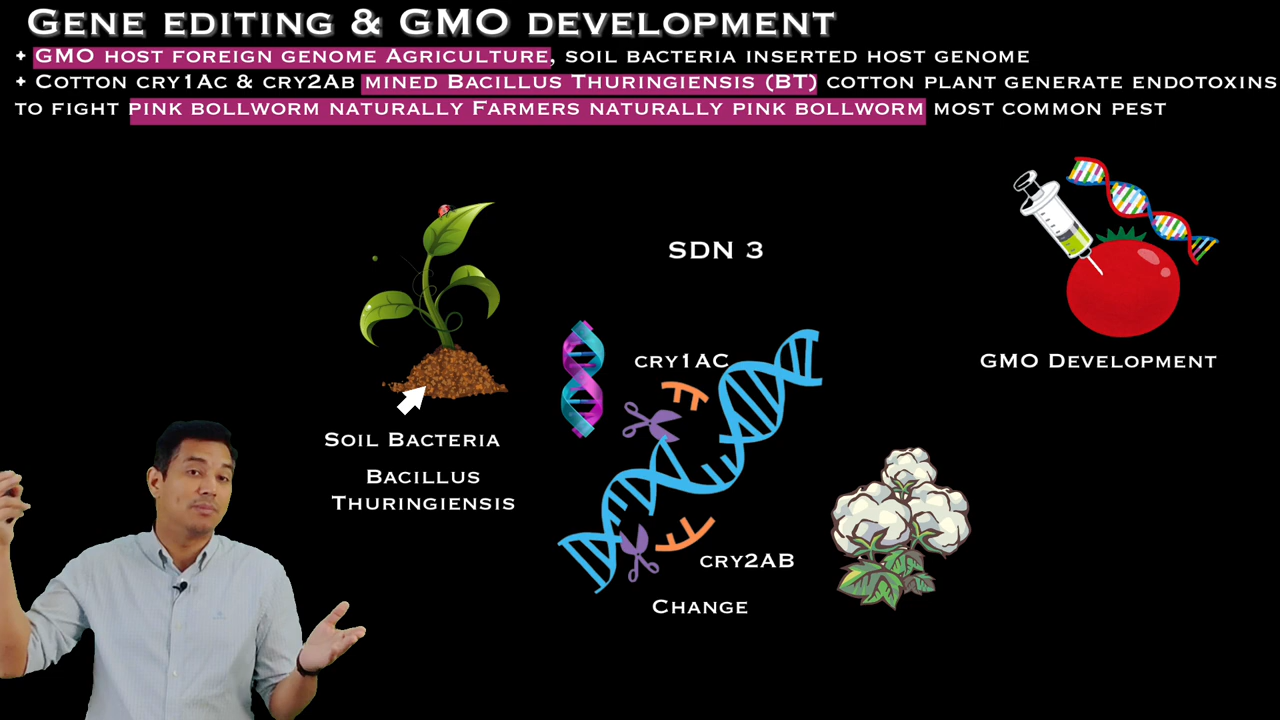 Gene editing & GMO development
+ GMO host foreign genome Agriculture, soil bacteria inserted host genome
+ Cotton cry1Ac & cry2Ab mined Bacillus Thuringiensis (BT) cotton plant generate endotoxins
to fight pink bollworm naturally Farmers naturally pink bollworm most common pest
SDN 3
cry1AC
GMO Development
Soil Bacteria
Bacillus
Thuringiensis
cry2AB
Change